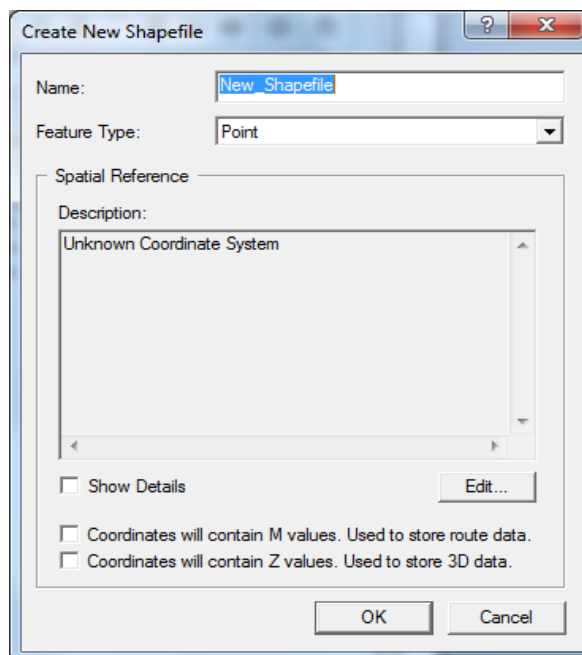 Create New Shapefile
?
X
Name: New_Shapefile
Feature Type: Point
Spatial Reference
Description:
Unknown Coordinate System
Show Details Edit...
Coordinates will contain M values. Used to store route data.
Coordinates will contain Z values. Used to store 3D data.
OK Cancel